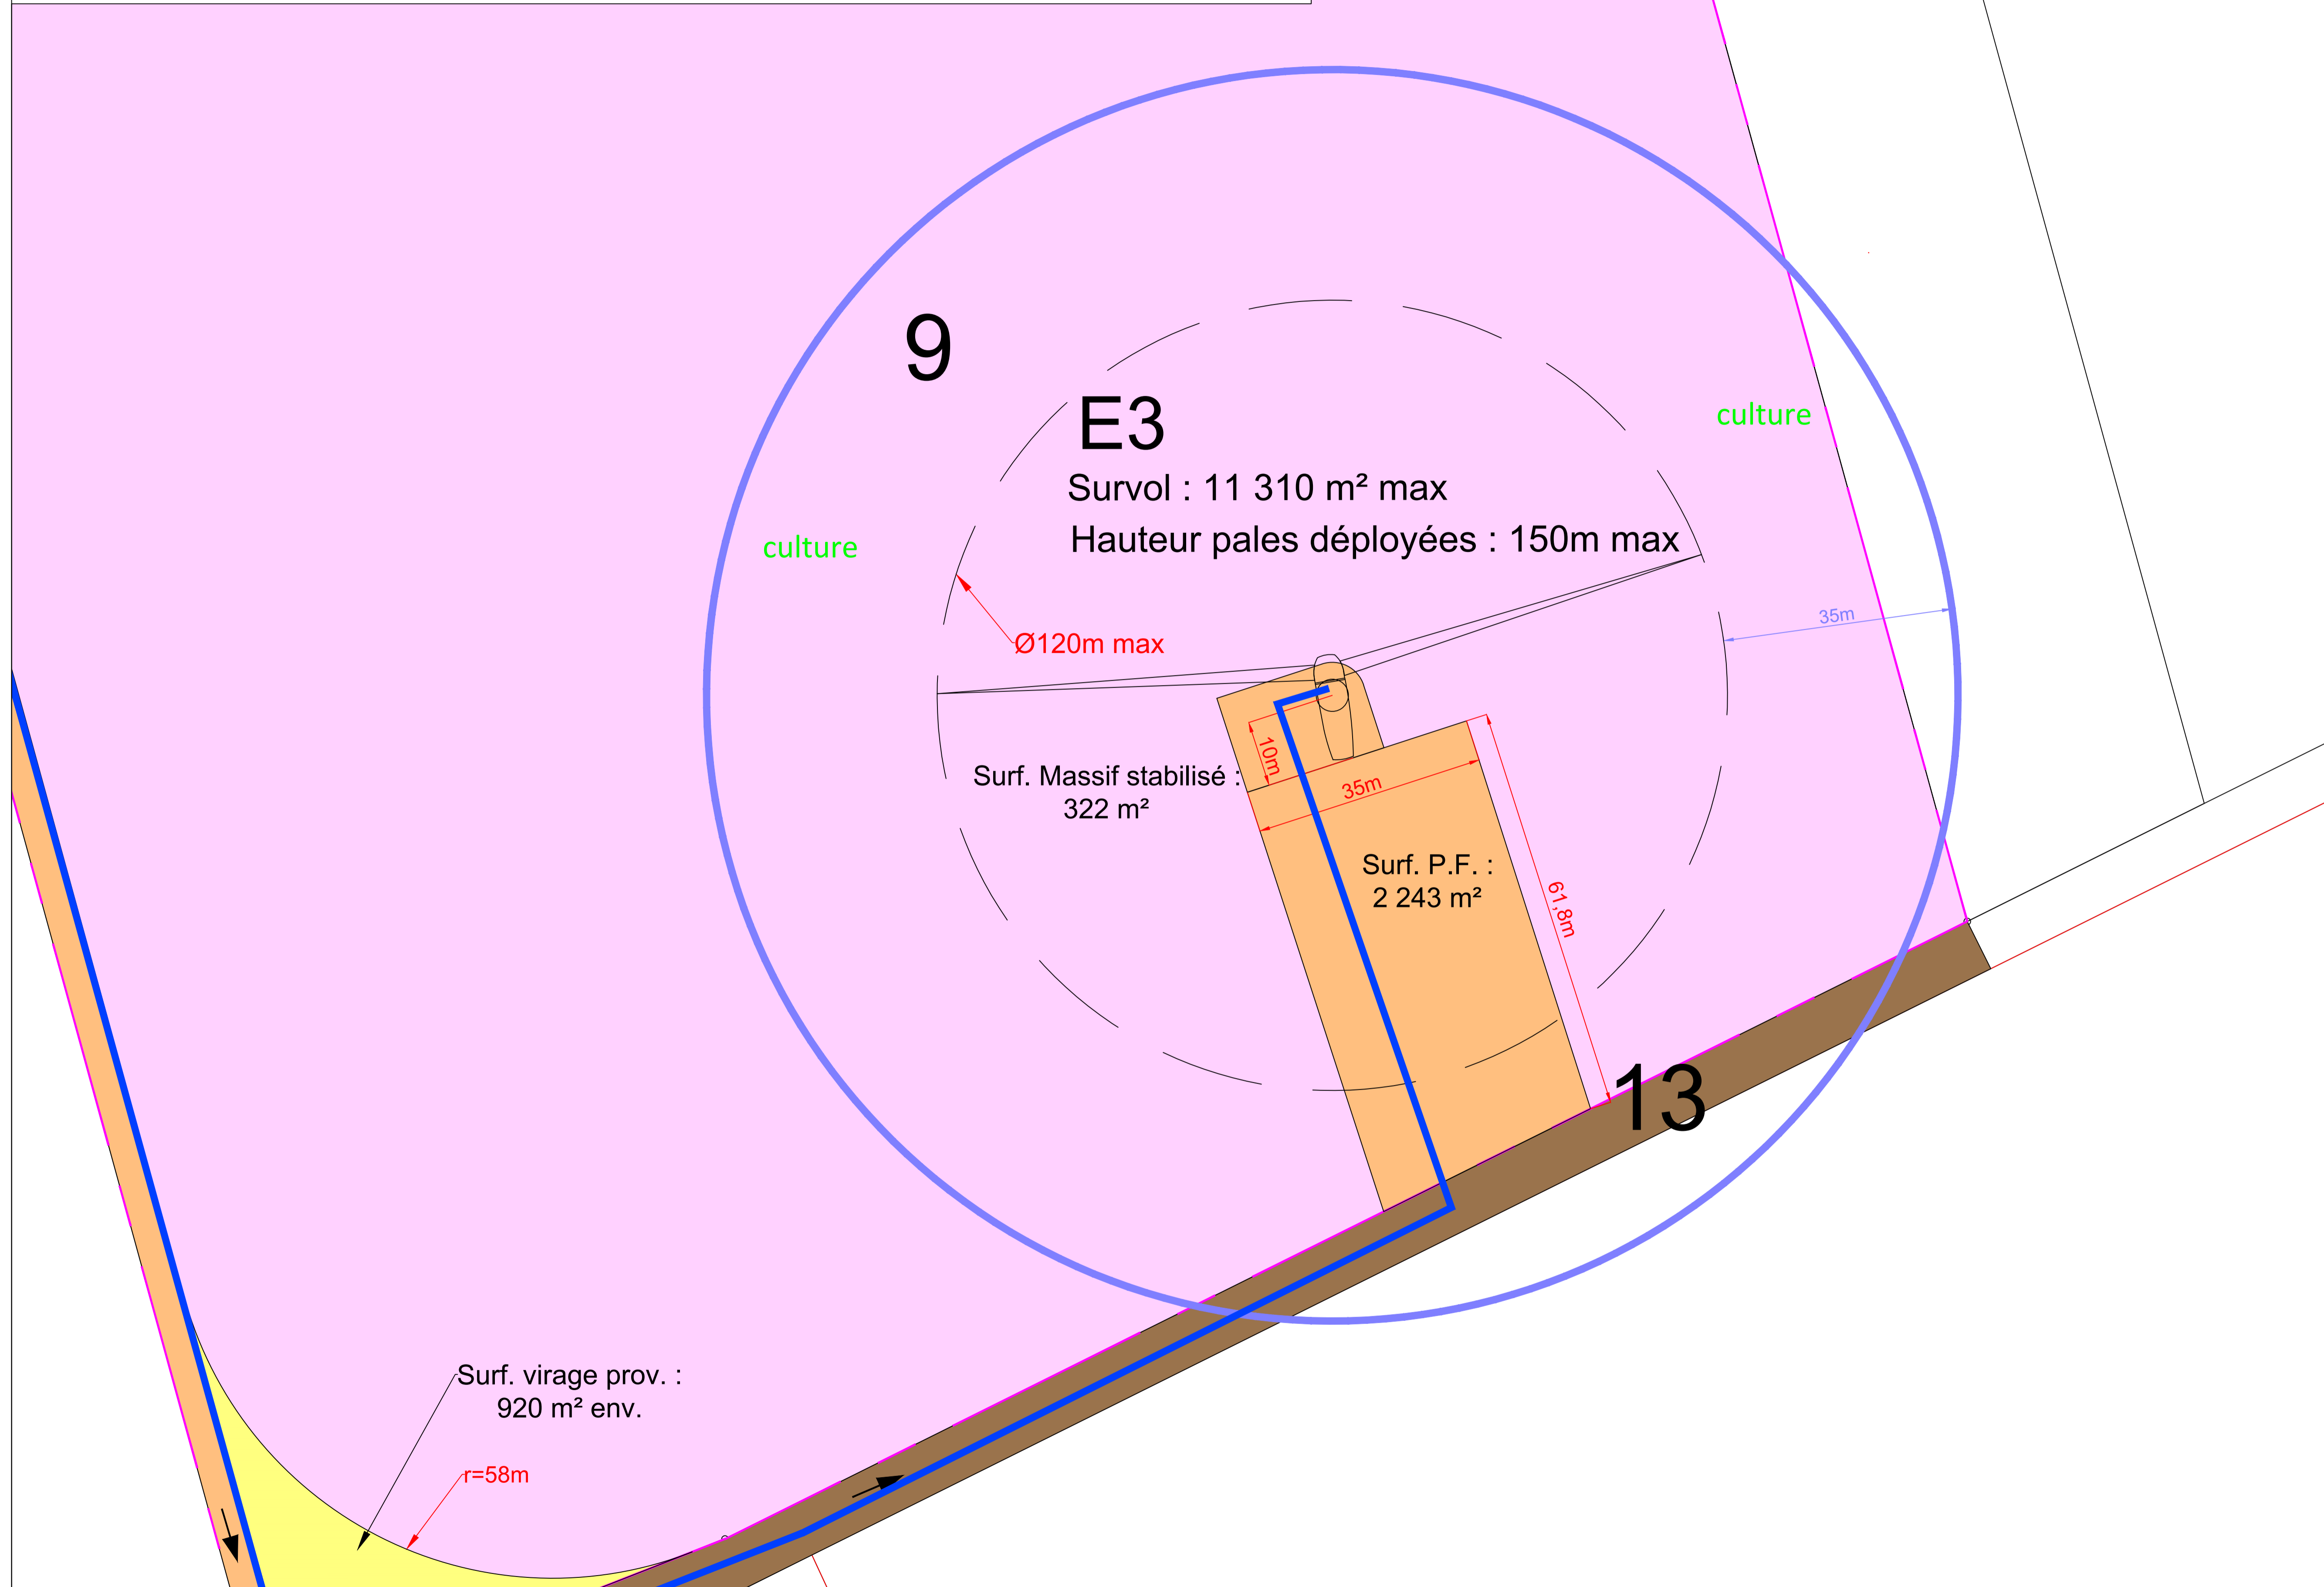 9
E3
culture
Survol : 11 310 m² max
Hauteur pales déployées : 150m max
culture
35m
Ø120m max
10m
Surf. Massif stabilisé :
322 m²
35m
Surf. P.F. :
2 243 m²
61,8m
13
Surf. virage prov. :
920 m² env.
r=58m